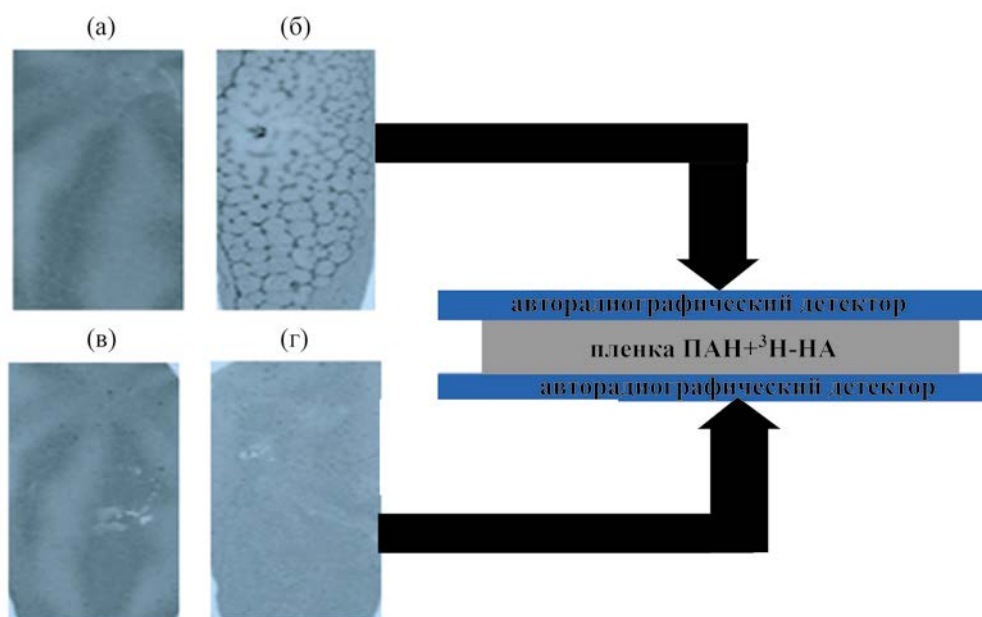 (а)
(б)
(в)
(г)
авторадиографический детектор
пленка ПАН+³Н-НА
авторадиографический детектор